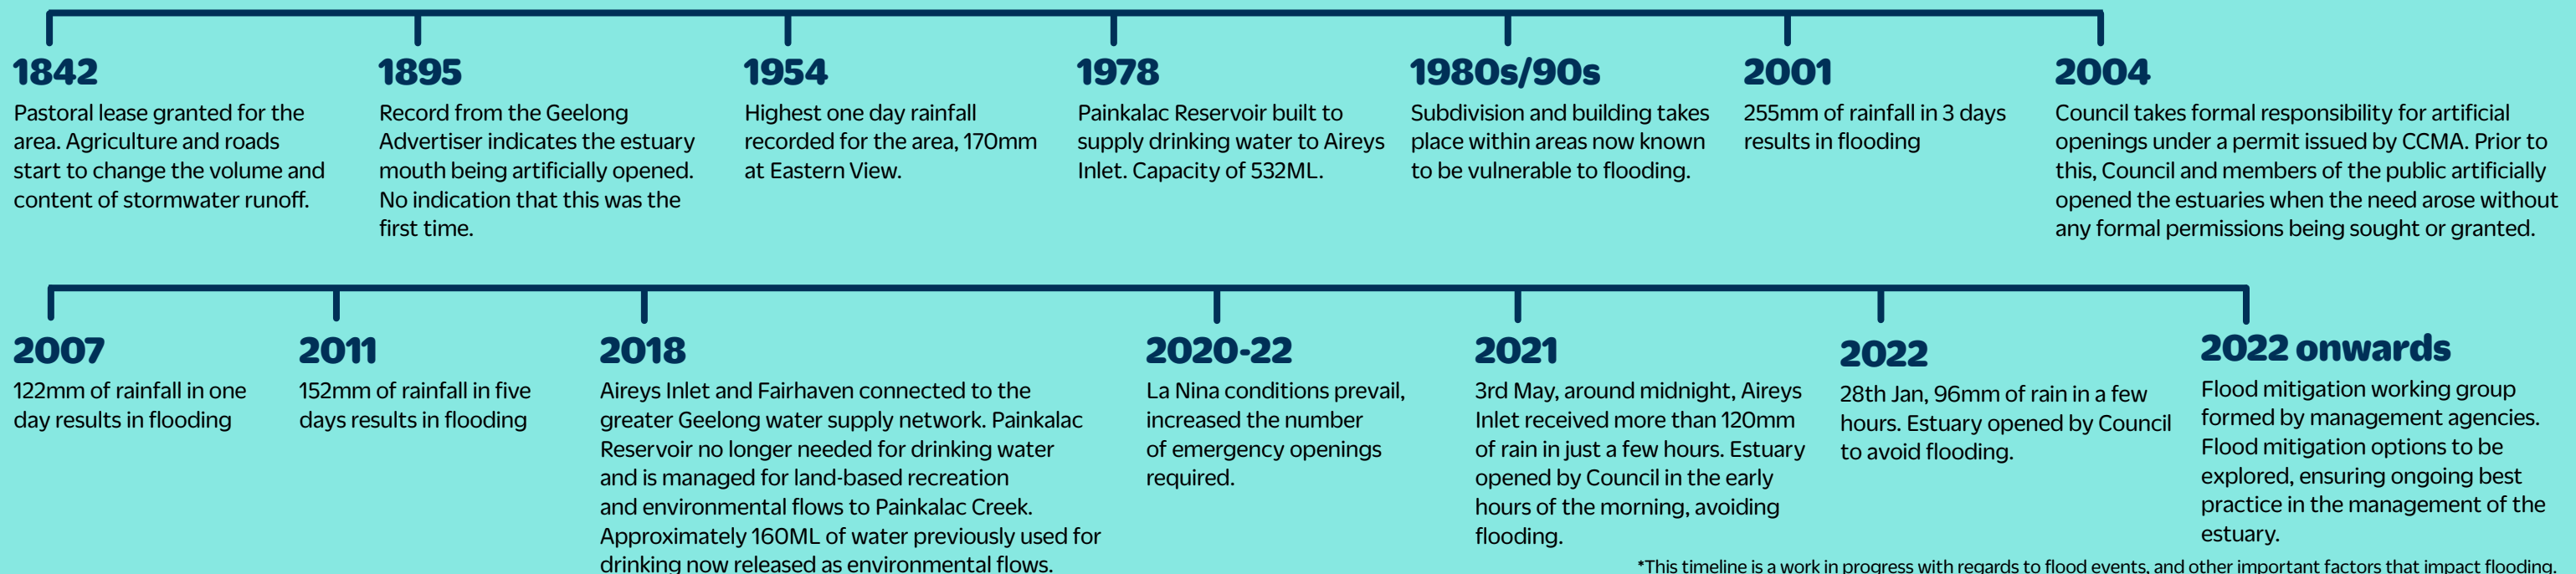 1842
Pastoral lease granted for the
area. Agriculture and roads
start to change the volume and
content of stormwater runoff.
1895
Record from the Geelong
Advertiser indicates the estuary
mouth being artificially opened.
No indication that this was the
first time.
1954
Highest one day rainfall
recorded for the area, 170mm
at Eastern View.
1978
Painkalac Reservoir built to
supply drinking water to Aireys
Inlet. Capacity of 532ML.
1980s/90s
Subdivision and building takes
place within areas now known
to be vulnerable to flooding.
2001
255mm of rainfall in 3 days
results in flooding
2004
Council takes formal responsibility for artificial
openings under a permit issued by CCMA. Prior to
this, Council and members of the public artificially
opened the estuaries when the need arose without
any formal permissions being sought or granted.
2007
122mm of rainfall in one
day results in flooding
2011
152mm of rainfall in five
days results in flooding
2018
Aireys Inlet and Fairhaven connected to the
greater Geelong water supply network. Painkalac
Reservoir no longer needed for drinking water
and is managed for land-based recreation
and environmental flows to Painkalac Creek.
Approximately 160ML of water previously used for
drinking now released as environmental flows.
2020-22
La Nina conditions prevail,
increased the number
of emergency openings
required.
2021
3rd May, around midnight, Aireys
Inlet received more than 120mm
of rain in just a few hours. Estuary
opened by Council in the early
hours of the morning, avoiding
flooding.
2022
28th Jan, 96mm of rain in a few
hours. Estuary opened by Council
to avoid flooding.
2022 onwards
Flood mitigation working group
formed by management agencies.
Flood mitigation options to be
explored, ensuring ongoing best
practice in the management of the
estuary.
*This timeline is a work in progress with regards to flood events, and other important factors that impact flooding.